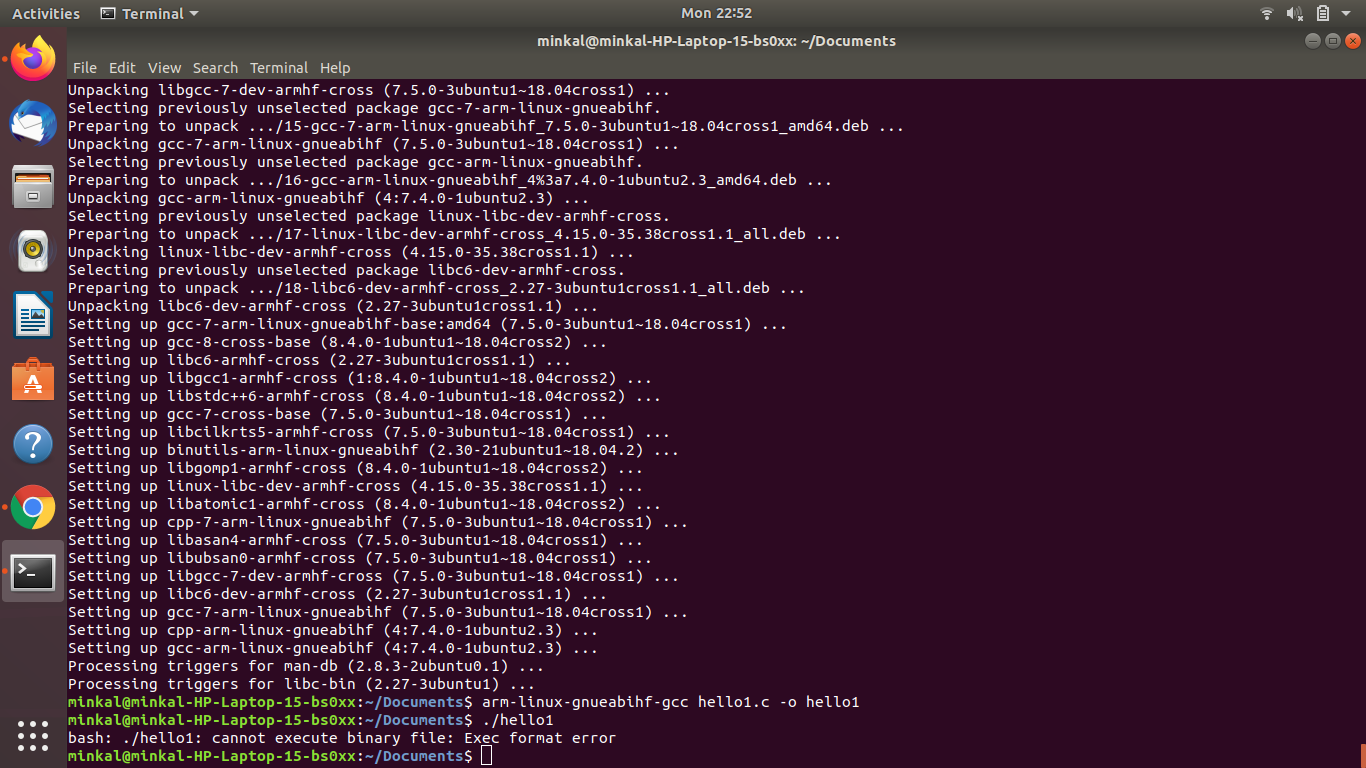 Activities Terminal Mon 22:52
minkal@minkal-HP-Laptop-15-bs0xx: ~/Documents
File Edit View Search Terminal Help
Unpacking libgcc-7-dev-armhf-cross (7.5.0-3ubuntu1~18.04cross1) ...
Selecting previously unselected package gcc-7-arm-linux-gnueabihf.
Preparing to unpack .../15-gcc-7-arm-linux-gnueabihf_7.5.0-3ubuntu1~18.04cross1_amd64.deb ...
Unpacking gcc-7-arm-linux-gnueabihf (7.5.0-3ubuntu1~18.04cross1) ...
Selecting previously unselected package gcc-arm-linux-gnueabihf.
Preparing to unpack .../16-gcc-arm-linux-gnueabihf_4%3a7.4.0-1ubuntu2.3_amd64.deb ...
Unpacking gcc-arm-linux-gnueabihf (4:7.4.0-1ubuntu2.3) ...
Selecting previously unselected package linux-libc-dev-armhf-cross.
Preparing to unpack .../17-linux-libc-dev-armhf-cross_4.15.0-35.38cross1.1_all.deb ...
Unpacking linux-libc-dev-armhf-cross (4.15.0-35.38cross1.1) ...
Selecting previously unselected package libc6-dev-armhf-cross.
Preparing to unpack .../18-libc6-dev-armhf-cross_2.27-3ubuntu1cross1.1_all.deb ...
Unpacking libc6-dev-armhf-cross (2.27-3ubuntu1cross1.1) ...
Setting up gcc-7-arm-linux-gnueabihf-base:amd64 (7.5.0-3ubuntu1~18.04cross1) ...
Setting up gcc-8-cross-base (8.4.0-1ubuntu1~18.04cross2) ...
Setting up libc6-armhf-cross (2.27-3ubuntu1cross1.1) ...
Setting up libgcc1-armhf-cross (1:8.4.0-1ubuntu1~18.04cross2) ...
Setting up libstdc++6-armhf-cross (8.4.0-1ubuntu1~18.04cross2) ...
Setting up gcc-7-cross-base (7.5.0-3ubuntu1~18.04cross1) ...
Setting up libcilkrts5-armhf-cross (7.5.0-3ubuntu1~18.04cross1) ...
Setting up binutils-arm-linux-gnueabihf (2.30-21ubuntu1~18.04.2) ...
Setting up libgomp1-armhf-cross (8.4.0-1ubuntu1~18.04cross2) ...
Setting up linux-libc-dev-armhf-cross (4.15.0-35.38cross1.1) ...
Setting up libatomic1-armhf-cross (8.4.0-1ubuntu1~18.04cross2) ...
Setting up cpp-7-arm-linux-gnueabihf (7.5.0-3ubuntu1~18.04cross1) ...
Setting up libasan4-armhf-cross (7.5.0-3ubuntu1~18.04cross1) ...
Setting up libubsan0-armhf-cross (7.5.0-3ubuntu1~18.04cross1) ...
Setting up libgcc-7-dev-armhf-cross (7.5.0-3ubuntu1~18.04cross1) ...
Setting up libc6-dev-armhf-cross (2.27-3ubuntu1cross1.1) ...
Setting up gcc-7-arm-linux-gnueabihf (7.5.0-3ubuntu1~18.04cross1) ...
Setting up cpp-arm-linux-gnueabihf (4:7.4.0-1ubuntu2.3) ...
Setting up gcc-arm-linux-gnueabihf (4:7.4.0-1ubuntu2.3) ...
Processing triggers for man-db (2.8.3-2ubuntu0.1) ...
Processing triggers for libc-bin (2.27-3ubuntu1) ...
minkal@minkal-HP-Laptop-15-bs0xx:~/Documents$ arm-linux-gnueabihf-gcc hello1.c -o hello1
minkal@minkal-HP-Laptop-15-bs0xx:~/Documents$ ./hello1
bash: ./hello1: cannot execute binary file: Exec format error
minkal@minkal-HP-Laptop-15-bs0xx:~/Documents$